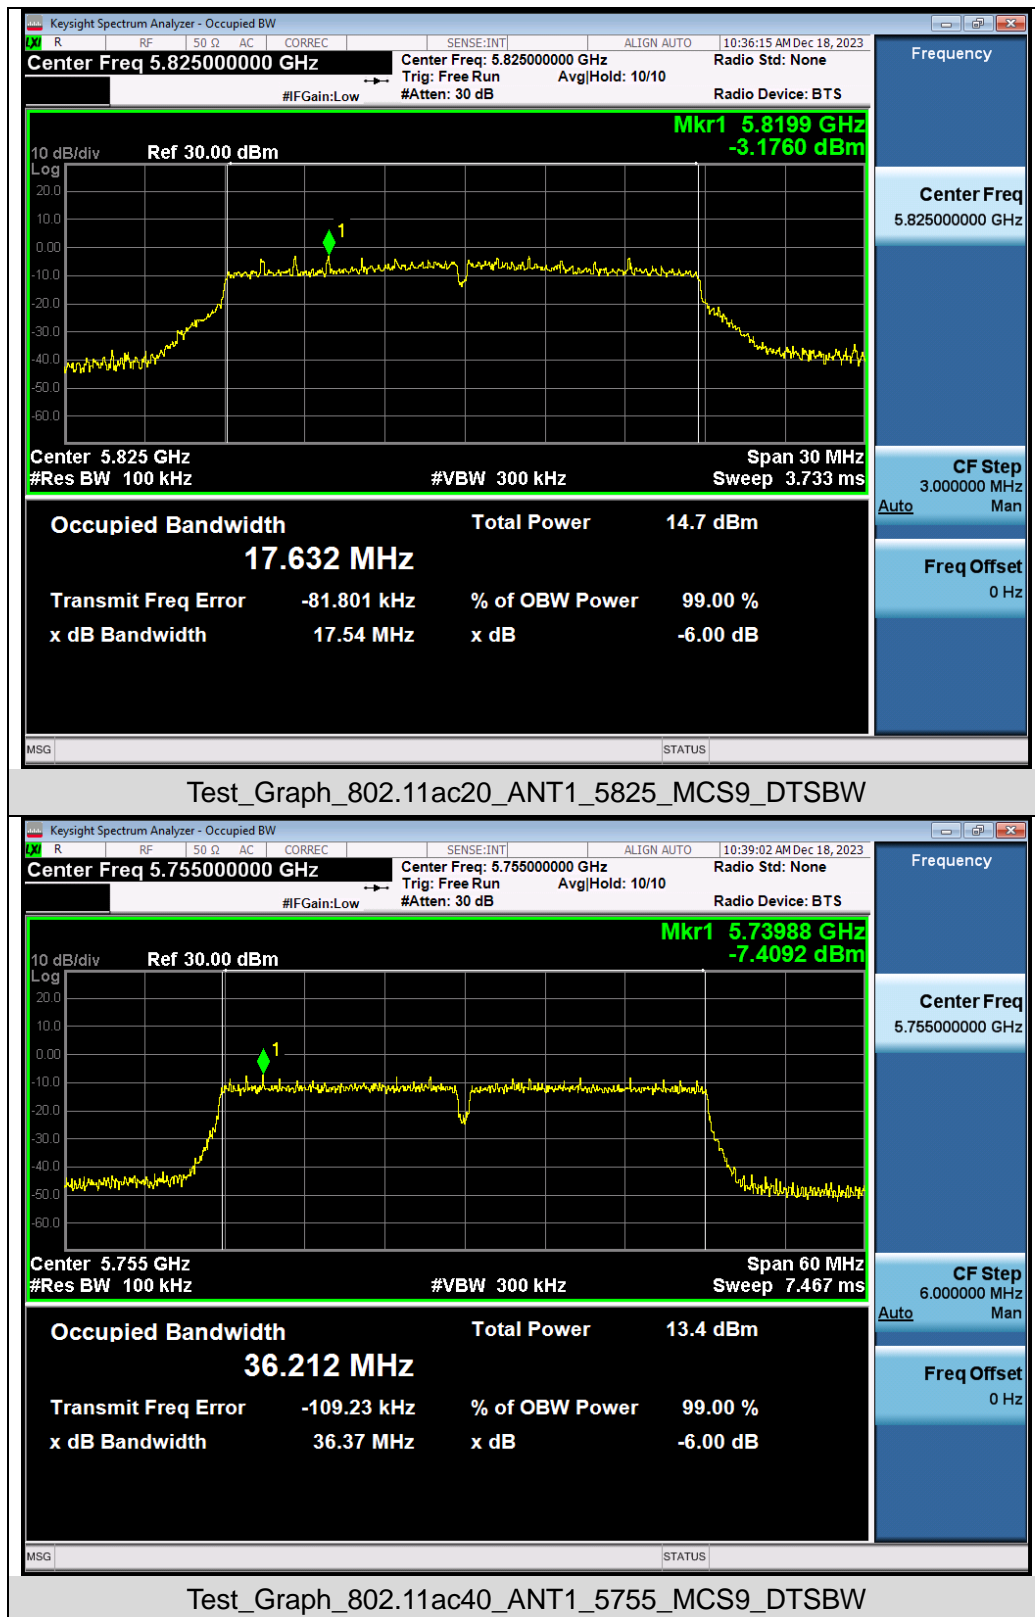 Keysight Spectrum Analyzer - Occupied BW
LXI R RF 50 Ω AC CORREC SENSE:INT ALIGN AUTO 10:36:15 AM Dec 18, 2023
Center Freq 5.825000000 GHz
Center Freq: 5.825000000 GHz
Radio Std: None
Trig: Free Run Avg|Hold: 10/10
#IFGain:Low #Atten: 30 dB Radio Device: BTS
Mkr1 5.8199 GHz
-3.1760 dBm
10 dB/div Ref 30.00 dBm
Log
20.0
10.0
0.00
-10.0
-20.0
-30.0
-40.0
-50.0
-60.0
1
Center 5.825 GHz Span 30 MHz
#Res BW 100 kHz #VBW 300 kHz Sweep 3.733 ms
Occupied Bandwidth Total Power 14.7 dBm
17.632 MHz
Transmit Freq Error -81.801 kHz % of OBW Power 99.00 %
x dB Bandwidth 17.54 MHz x dB -6.00 dB
MSG STATUS
Frequency
Center Freq
5.825000000 GHz
CF Step
3.000000 MHz
Auto Man
Freq Offset
0 Hz
Test_Graph_802.11ac20_ANT1_5825_MCS9_DTSBW
Keysight Spectrum Analyzer - Occupied BW
LXI R RF 50 Ω AC CORREC SENSE:INT ALIGN AUTO 10:39:02 AM Dec 18, 2023
Center Freq 5.755000000 GHz
Center Freq: 5.755000000 GHz
Radio Std: None
Trig: Free Run Avg|Hold: 10/10
#IFGain:Low #Atten: 30 dB Radio Device: BTS
Mkr1 5.73988 GHz
-7.4092 dBm
10 dB/div Ref 30.00 dBm
Log
20.0
10.0
0.00
-10.0
-20.0
-30.0
-40.0
-50.0
-60.0
1
Center 5.755 GHz Span 60 MHz
#Res BW 100 kHz #VBW 300 kHz Sweep 7.467 ms
Occupied Bandwidth Total Power 13.4 dBm
36.212 MHz
Transmit Freq Error -109.23 kHz % of OBW Power 99.00 %
x dB Bandwidth 36.37 MHz x dB -6.00 dB
MSG STATUS
Frequency
Center Freq
5.755000000 GHz
CF Step
6.000000 MHz
Auto Man
Freq Offset
0 Hz
Test_Graph_802.11ac40_ANT1_5755_MCS9_DTSBW